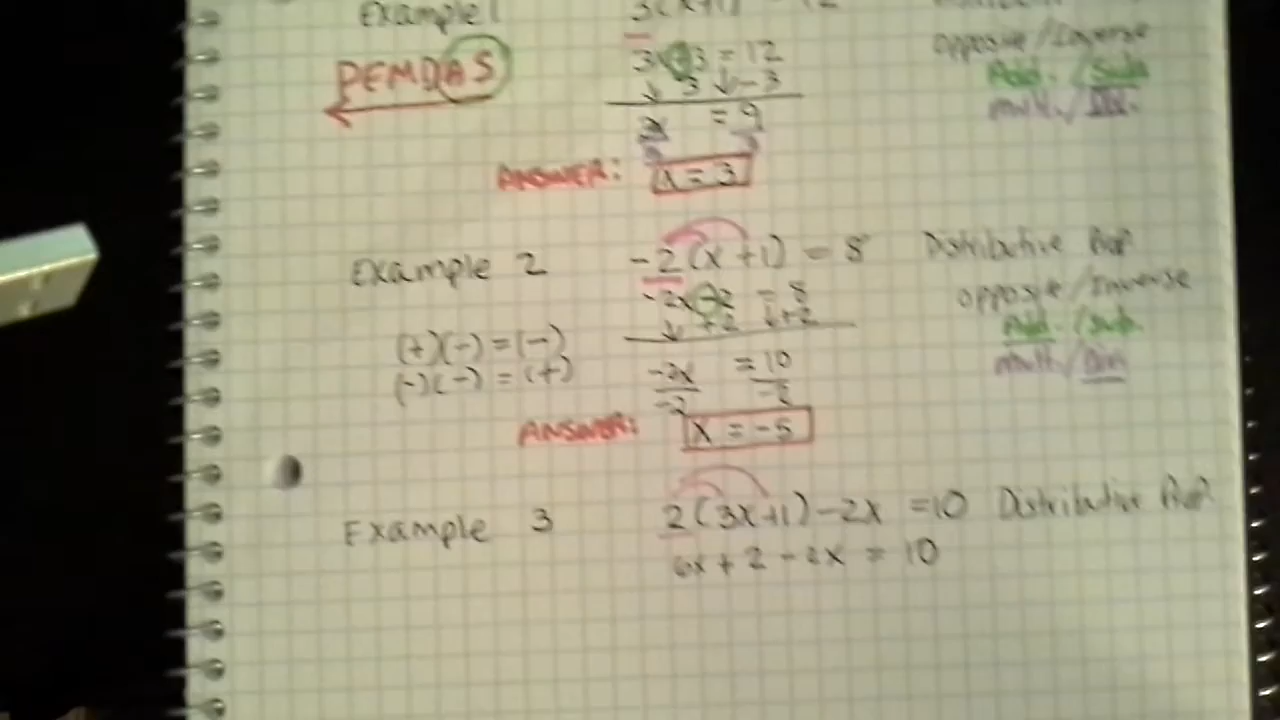 Example 1 3(x+1) = 12
PEMDAS 3x+3 = 12 opposite/Inverse
3 -3 Add. / Sub.
3x = 9 mult. / Div.
3 3
ANSWER: x = 3
Example 2 -2(x+1) = 8 Distributive Prop.
-2x-2 = 8 opposite/Inverse
+2 +2 Add. / Sub.
(+)(-) = (-)
(-)(-) = (+) -2x = 10 mult. / Div.
-2 -2
ANSWER: x = -5
Example 3 2(3x+1)-2x = 10 Distributive Prop.
6x + 2 - 2x = 10